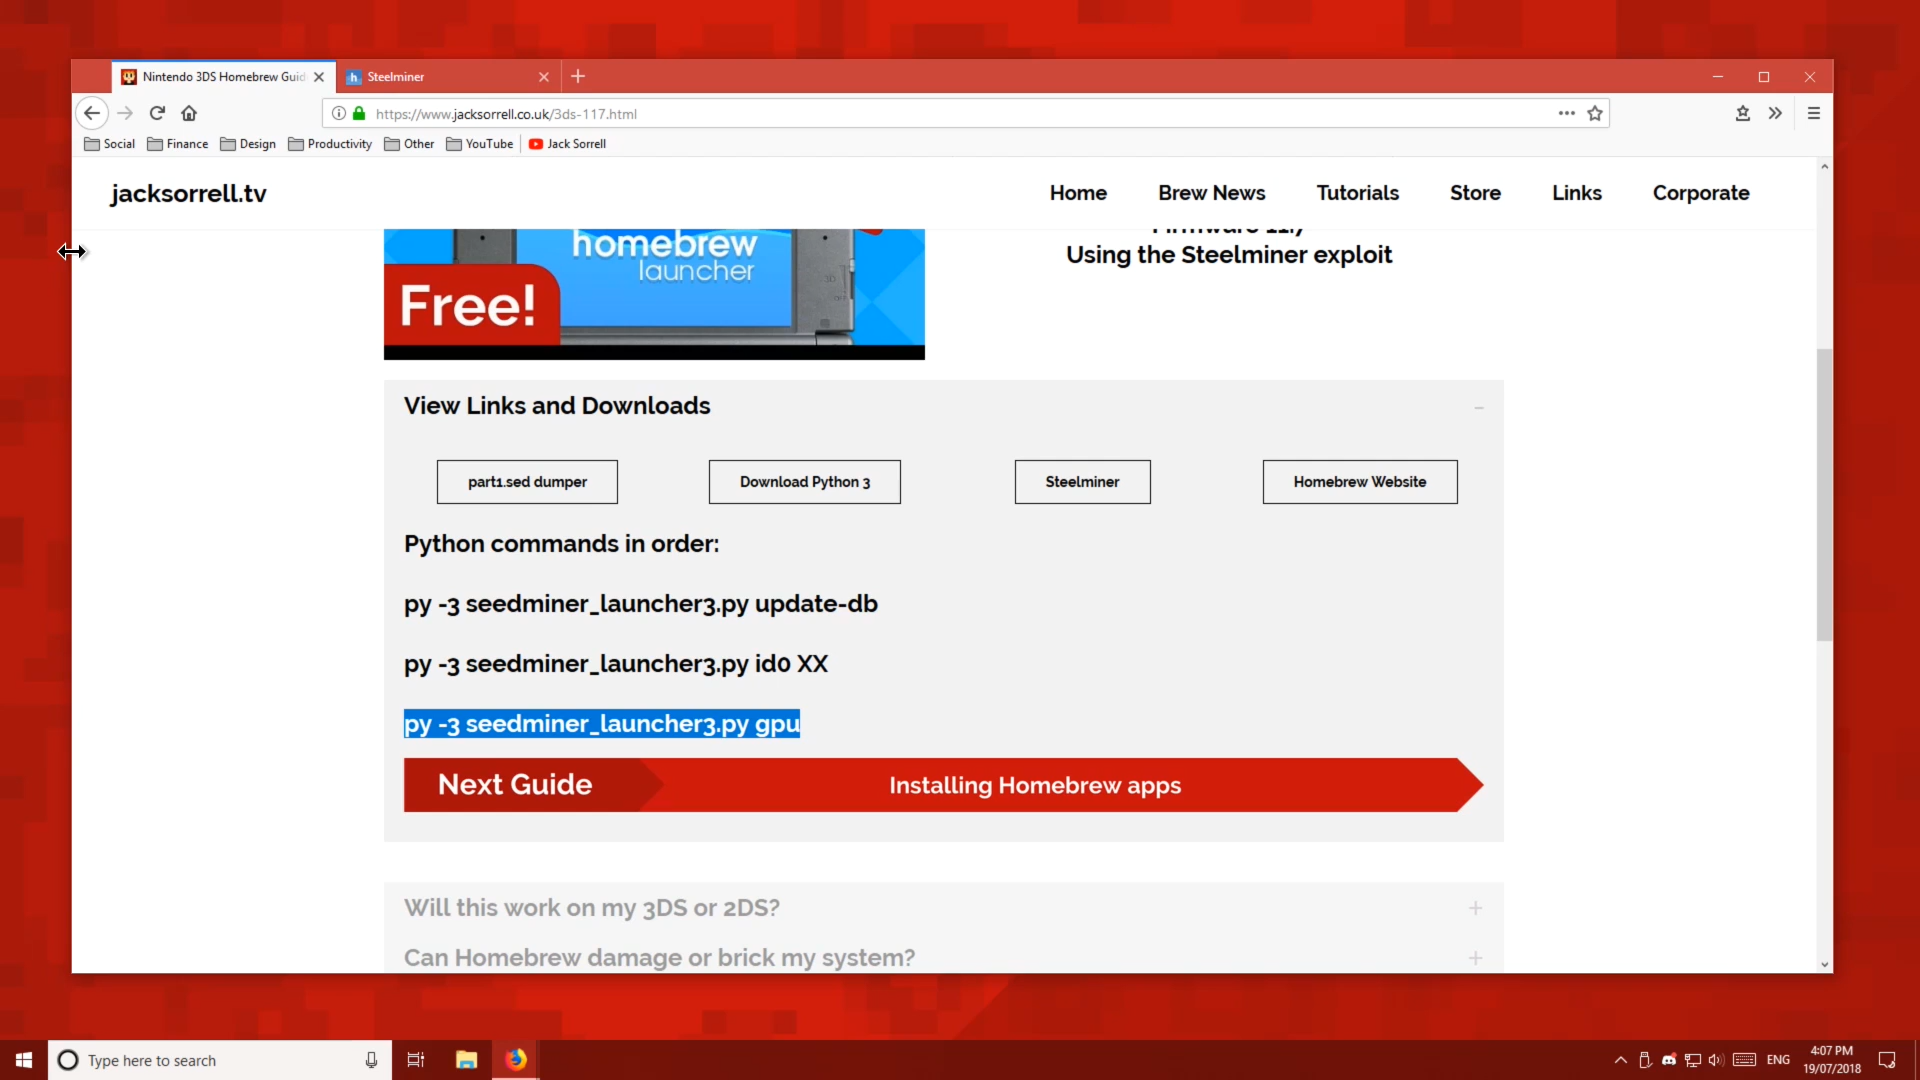 Nintendo 3DS Homebrew Guid
Steelminer
https://www.jacksorrell.co.uk/3ds-117.html
Social
Finance
Design
Productivity
Other
YouTube
Jack Sorrell
jacksorrell.tv
Home
Brew News
Tutorials
Store
Links
Corporate
homebrew
launcher
Free!
Firmware 11.7
Using the Steelminer exploit
View Links and Downloads
part1.sed dumper
Download Python 3
Steelminer
Homebrew Website
Python commands in order:
py -3 seedminer_launcher3.py update-db
py -3 seedminer_launcher3.py id0 XX
py -3 seedminer_launcher3.py gpu
Next Guide
Installing Homebrew apps
Will this work on my 3DS or 2DS?
Can Homebrew damage or brick my system?
Type here to search
ENG
4:07 PM
19/07/2018